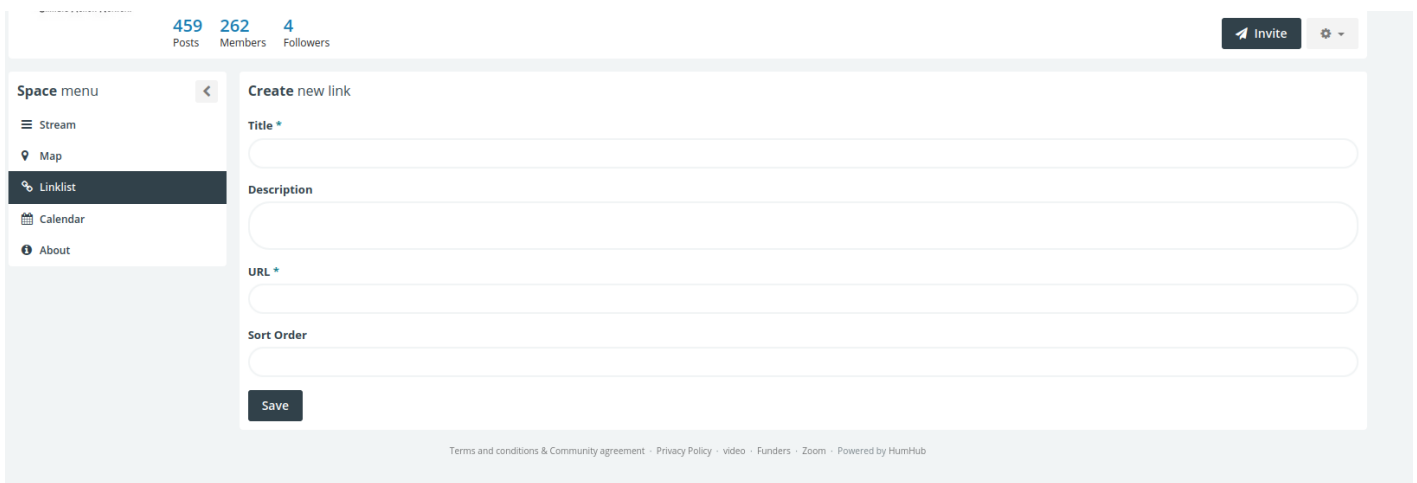 459 262 4
Posts Members Followers
Invite
Space menu
Stream
Map
Linklist
Calendar
About
Create new link
Title *
Description
URL *
Sort Order
Save
Terms and conditions & Community agreement · Privacy Policy · video · Funders · Zoom · Powered by HumHub